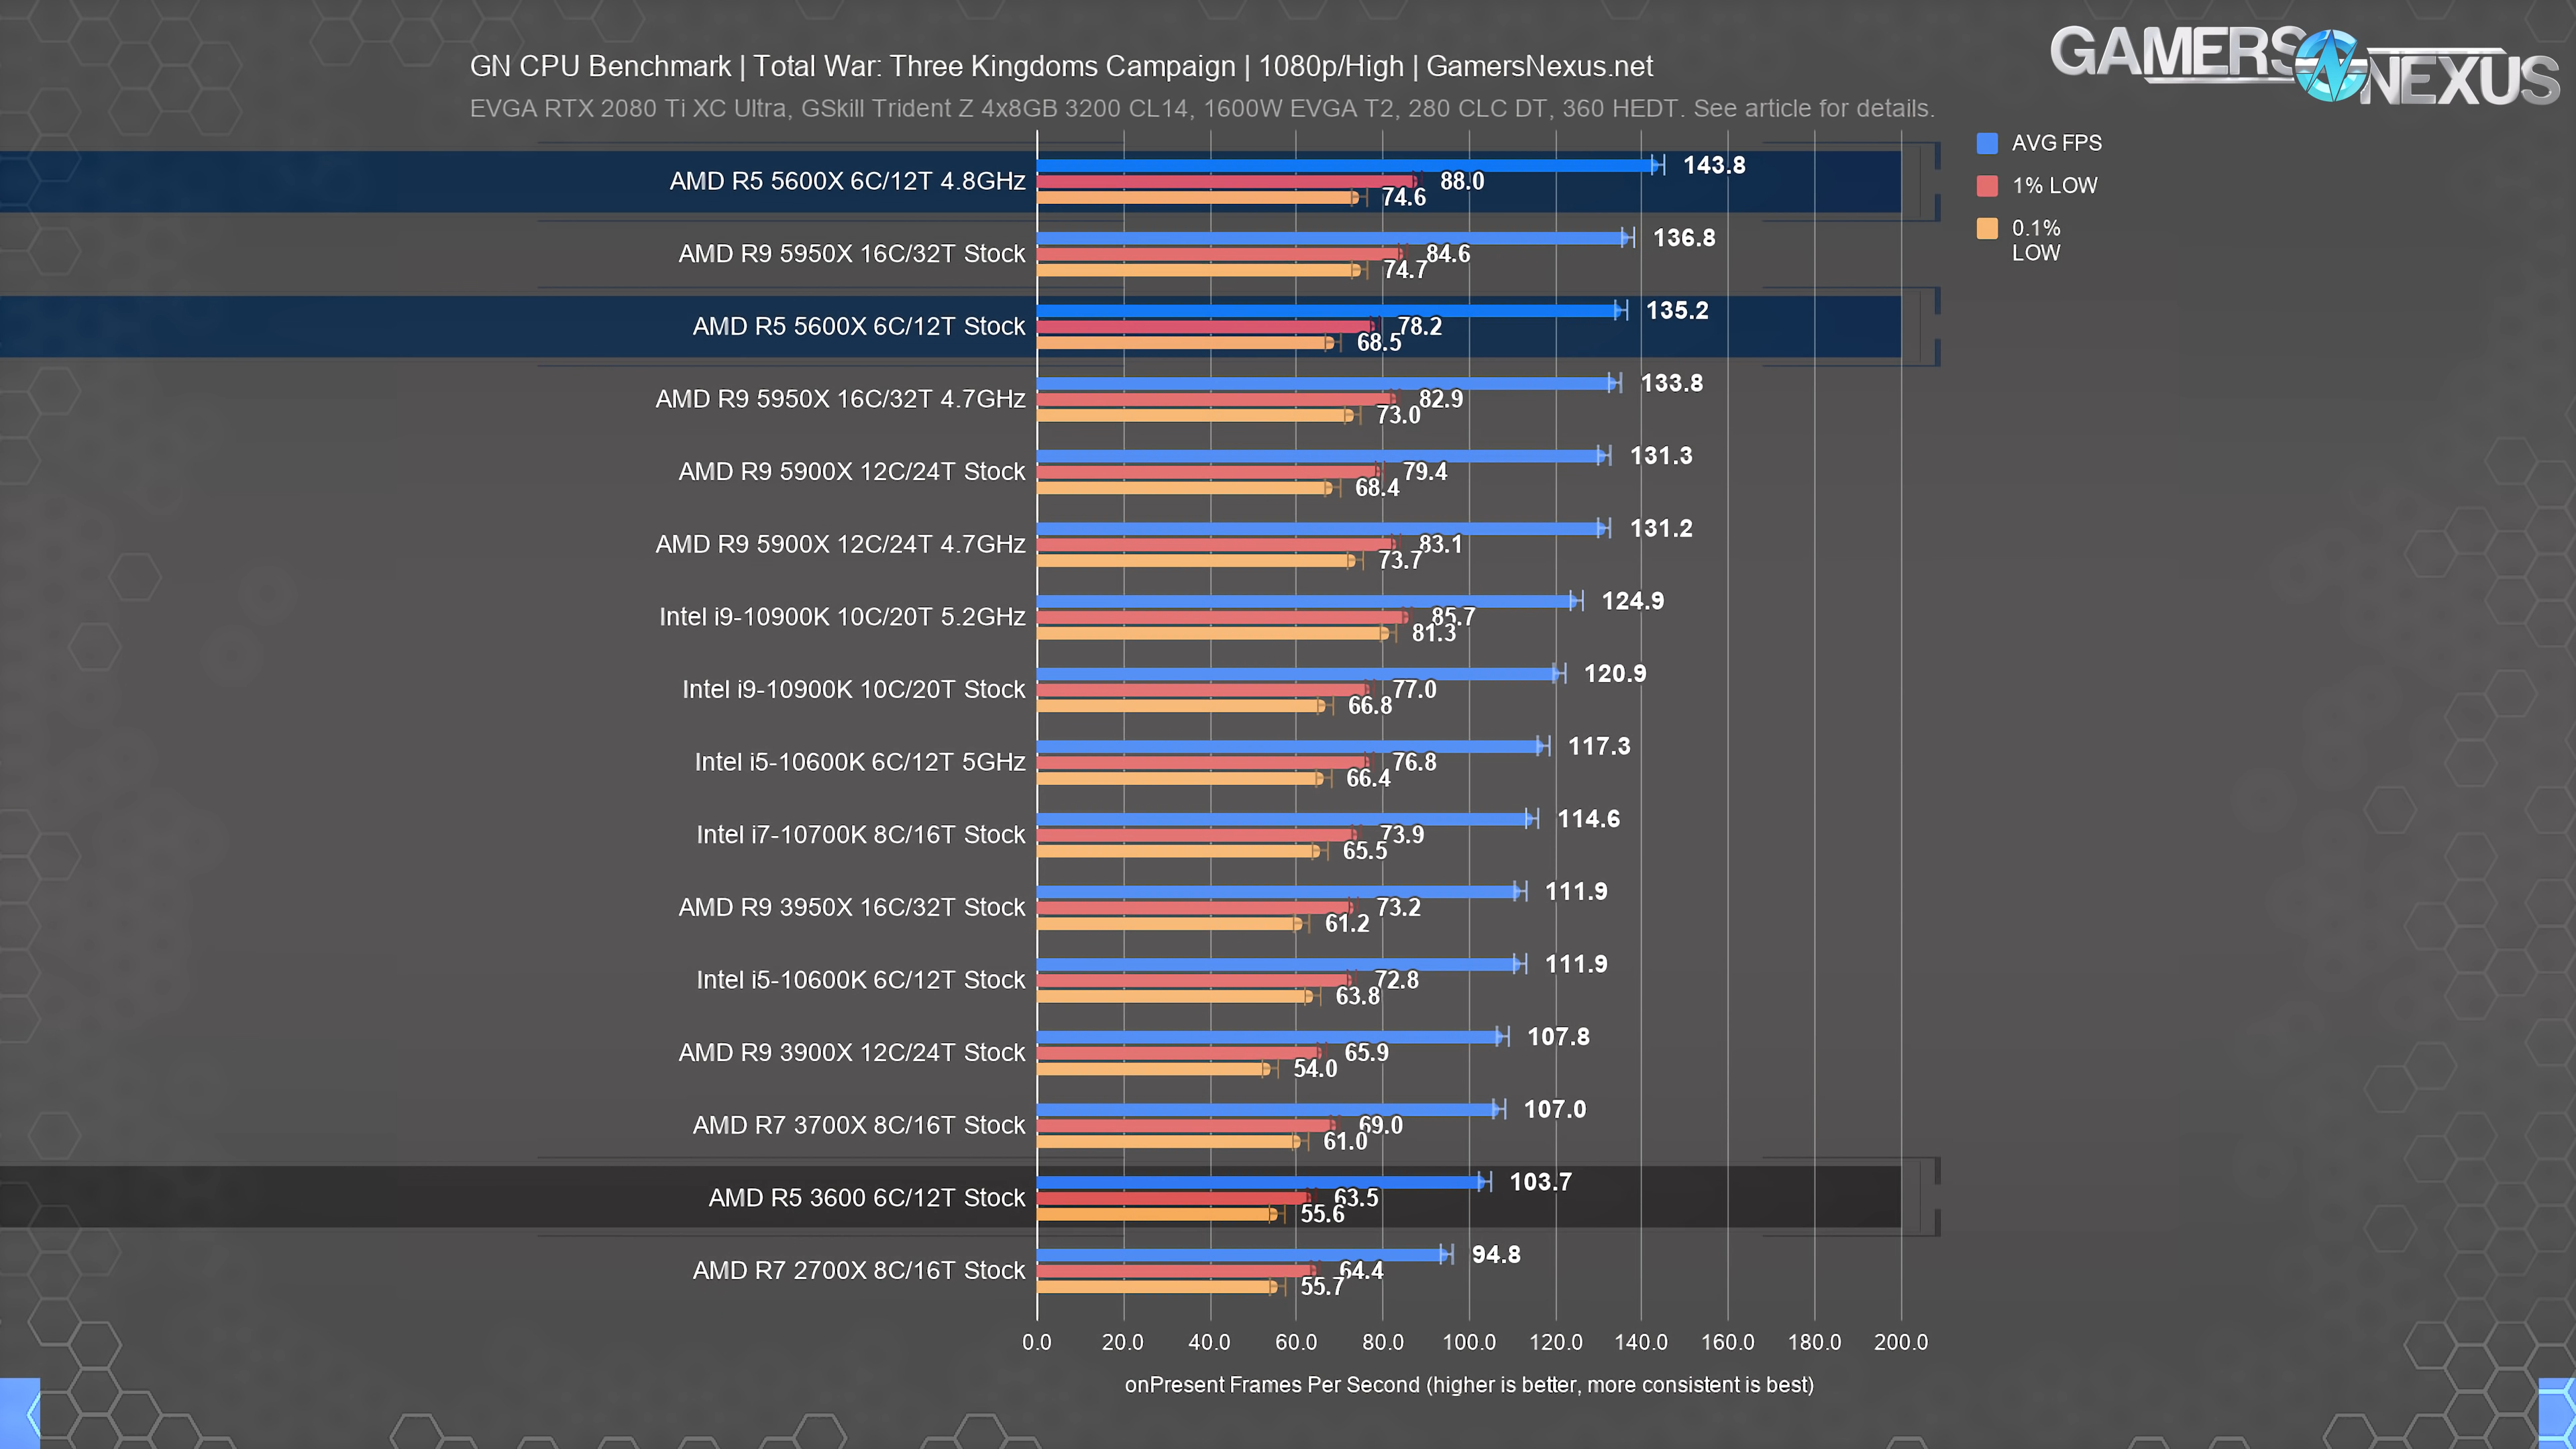 GAMERS NEXUS
GN CPU Benchmark | Total War: Three Kingdoms Campaign | 1080p/High | GamersNexus.net
EVGA RTX 2080 Ti XC Ultra, GSkill Trident Z 4x8GB 3200 CL14, 1600W EVGA T2, 280 CLC DT, 360 HEDT. See article for details.
AVG FPS
1% LOW
0.1%
LOW
AMD R5 5600X 6C/12T 4.8GHz
143.8
88.0
74.6
AMD R9 5950X 16C/32T Stock
136.8
84.6
74.7
AMD R5 5600X 6C/12T Stock
135.2
78.2
68.5
AMD R9 5950X 16C/32T 4.7GHz
133.8
82.9
73.0
AMD R9 5900X 12C/24T Stock
131.3
79.4
68.4
AMD R9 5900X 12C/24T 4.7GHz
131.2
83.1
73.7
Intel i9-10900K 10C/20T 5.2GHz
124.9
85.7
81.3
Intel i9-10900K 10C/20T Stock
120.9
77.0
66.8
Intel i5-10600K 6C/12T 5GHz
117.3
76.8
66.4
Intel i7-10700K 8C/16T Stock
114.6
73.9
65.5
AMD R9 3950X 16C/32T Stock
111.9
73.2
61.2
Intel i5-10600K 6C/12T Stock
111.9
72.8
63.8
AMD R9 3900X 12C/24T Stock
107.8
65.9
54.0
AMD R7 3700X 8C/16T Stock
107.0
69.0
61.0
AMD R5 3600 6C/12T Stock
103.7
63.5
55.6
AMD R7 2700X 8C/16T Stock
94.8
64.4
55.7
0.0 20.0 40.0 60.0 80.0 100.0 120.0 140.0 160.0 180.0 200.0
onPresent Frames Per Second (higher is better, more consistent is best)